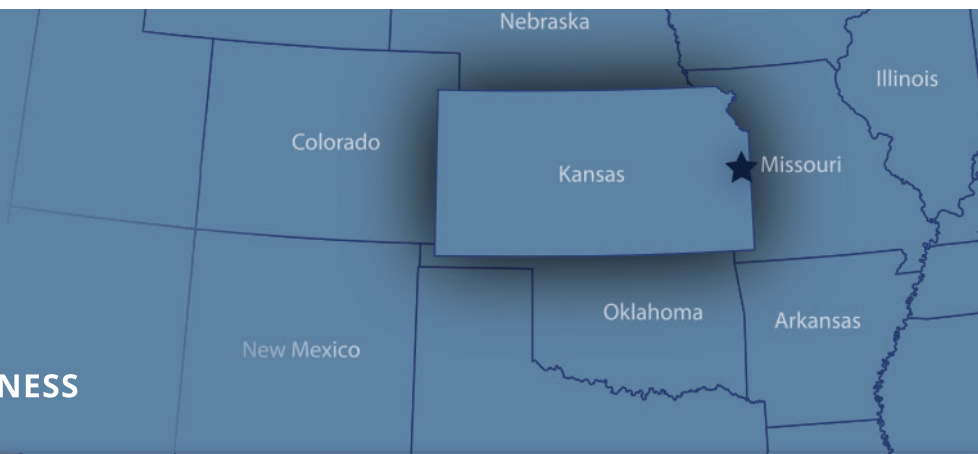 Nebraska
Illinois
Colorado
Missouri
Kansas
Oklahoma
Arkansas
New Mexico
NESS